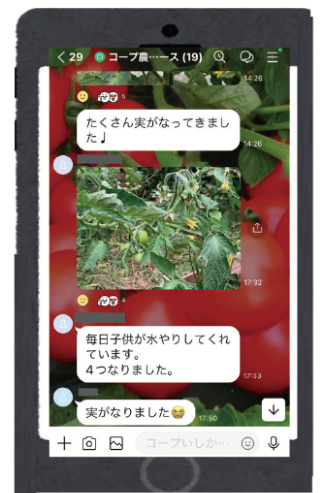 29 コープ農…ース (19)
14:26
5
たくさん実がなってきまし
た♩
14:26
17:32
4
毎日子供が水やりしてくれ
ています。
4つなりました。
17:33
実がなりました😭
17:50
コープいしか…